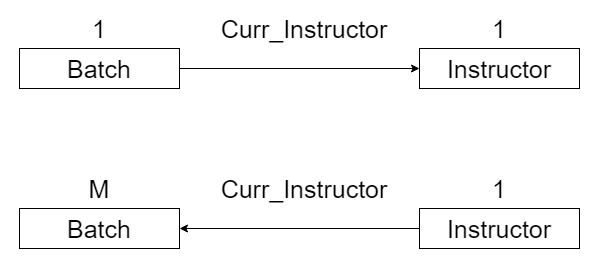 1 Curr_Instructor 1
Batch Instructor
M Curr_Instructor 1
Batch Instructor